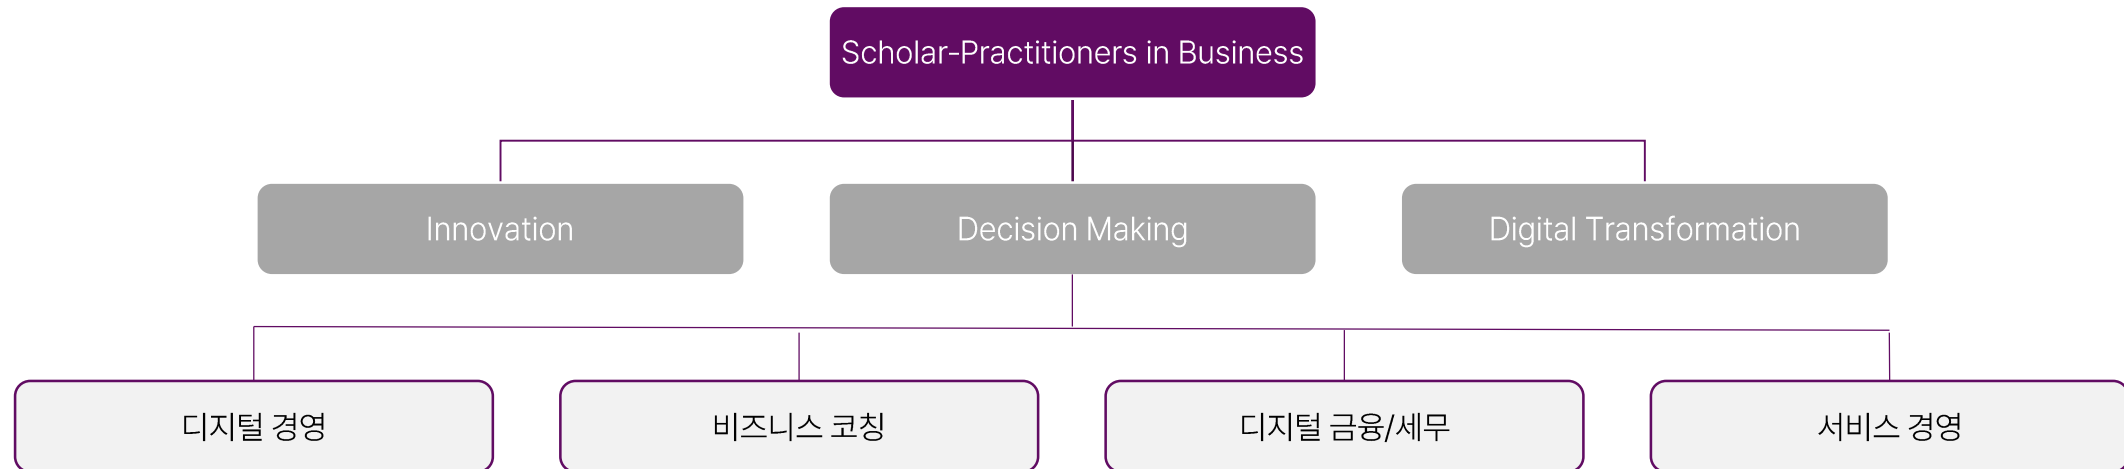 Scholar-Practitioners in Business
Innovation
Decision Making
Digital Transformation
디지털 경영
비즈니스 코칭
디지털 금융/세무
서비스 경영